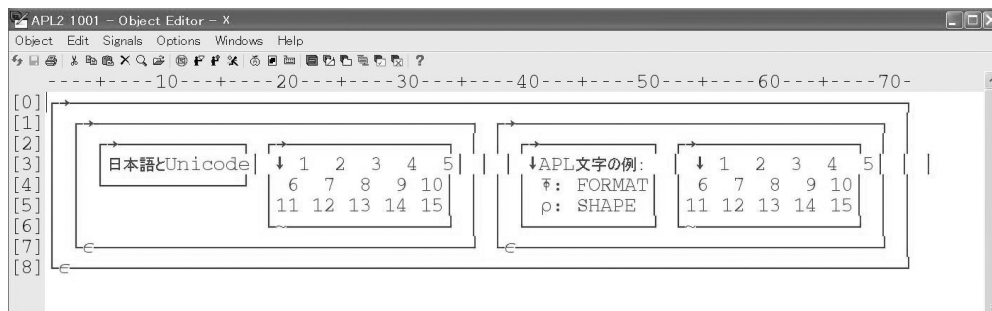 APL2 1001 - Object Editor - X
Object Edit Signals Options Windows Help
----+----10---+----20---+----30---+----40---+----50---+----60---+----70-
[0]
[1]
[2]
[3] 日本語とUnicode ↓ 1 2 3 4 5 ↓APL文字の例: ↓ 1 2 3 4 5
[4] 6 7 8 9 10 ⍕: FORMAT 6 7 8 9 10
[5] 11 12 13 14 15 ⍴: SHAPE 11 12 13 14 15
[6] ~ ~
[7] ∊ ∊
[8] ∊